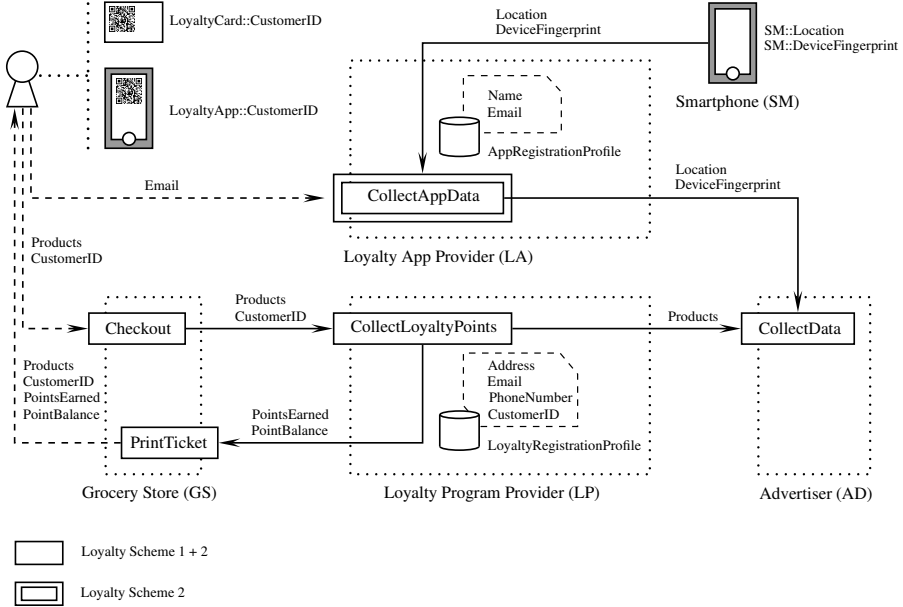 LoyaltyCard::CustomerID
LoyaltyApp::CustomerID
Location
DeviceFingerprint
SM::Location
SM::DeviceFingerprint
Smartphone (SM)
Name
Email
AppRegistrationProfile
Email
CollectAppData
Location
DeviceFingerprint
Loyalty App Provider (LA)
Products
CustomerID
Checkout
Products
CustomerID
CollectLoyaltyPoints
Products
CollectData
Products
CustomerID
PointsEarned
PointBalance
PrintTicket
PointsEarned
PointBalance
Address
Email
PhoneNumber
CustomerID
LoyaltyRegistrationProfile
Grocery Store (GS)
Loyalty Program Provider (LP)
Advertiser (AD)
Loyalty Scheme 1 + 2
Loyalty Scheme 2